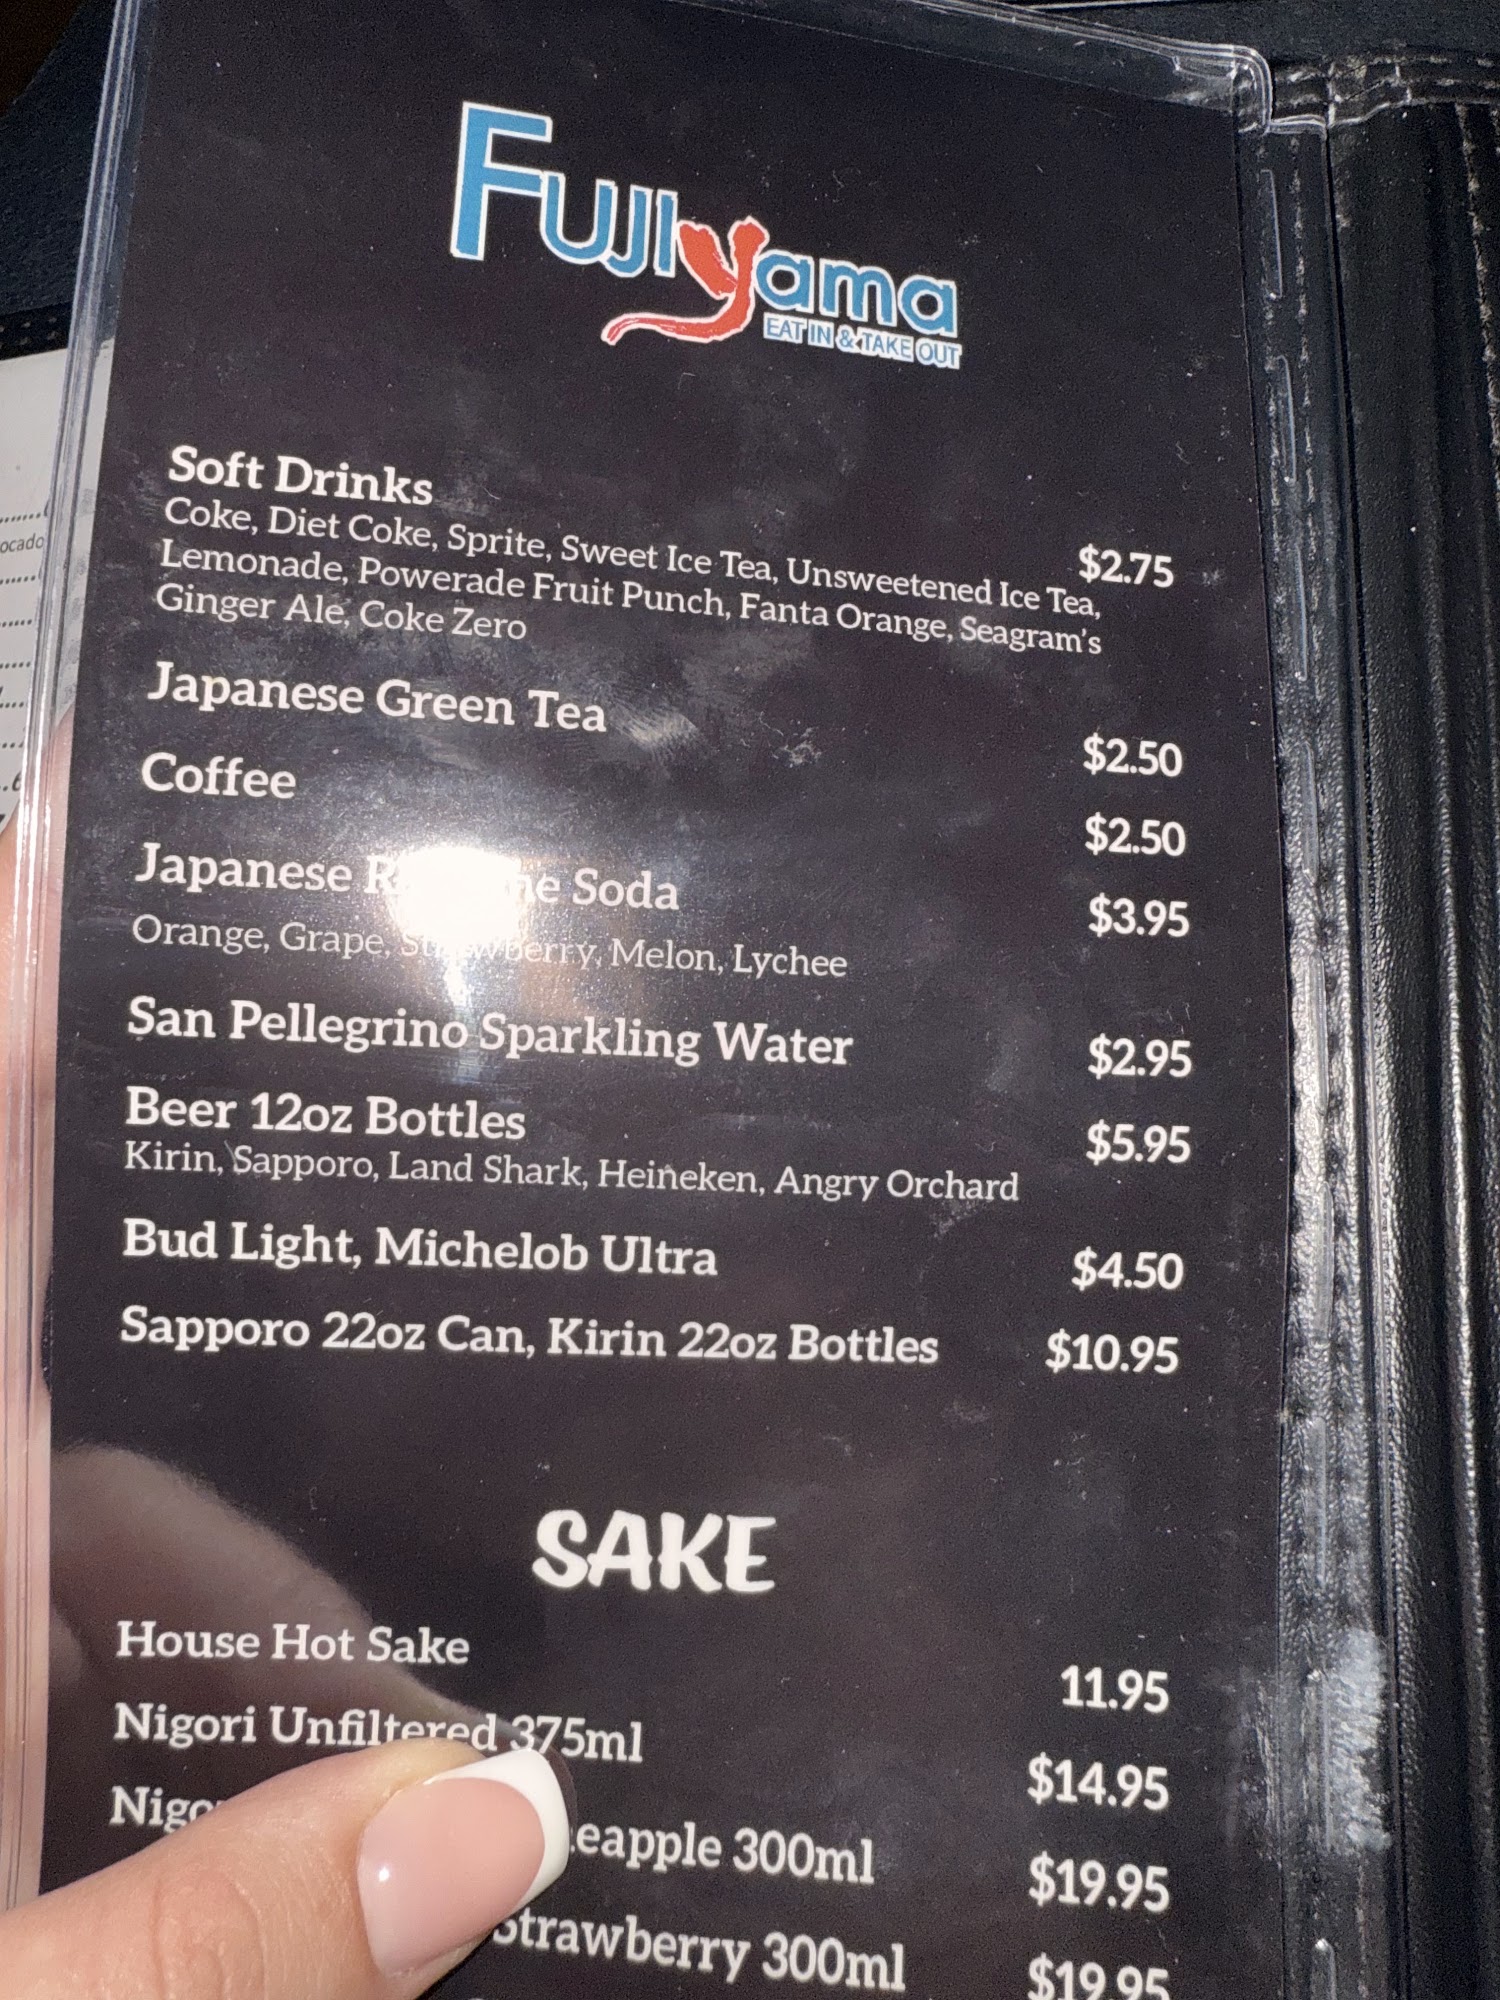 FUJIyama
EAT IN & TAKE OUT
Soft Drinks $2.75
Coke, Diet Coke, Sprite, Sweet Ice Tea, Unsweetened Ice Tea,
Lemonade, Powerade Fruit Punch, Fanta Orange, Seagram's
Ginger Ale, Coke Zero
Japanese Green Tea $2.50
Coffee $2.50
Japanese Soda $3.95
Orange, Grape, Strawberry, Melon, Lychee
San Pellegrino Sparkling Water $2.95
Beer 12oz Bottles $5.95
Kirin, Sapporo, Land Shark, Heineken, Angry Orchard
Bud Light, Michelob Ultra $4.50
Sapporo 22oz Can, Kirin 22oz Bottles $10.95
SAKE
House Hot Sake 11.95
Nigori Unfiltered 375ml $14.95
300ml $19.95
Strawberry 300ml $19.95